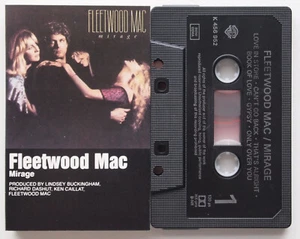 FLEETWOOD MAC
mirage
Fleetwood Mac
Mirage
PRODUCED BY LINDSEY BUCKINGHAM,
RICHARD DASHUT, KEN CAILLAT,
FLEETWOOD MAC
K 456 952
FLEETWOOD MAC / MIRAGE
LOVE IN STORE · CAN'T GO BACK · THAT'S ALRIGHT ·
BOOK OF LOVE · GYPSY · ONLY OVER YOU
1